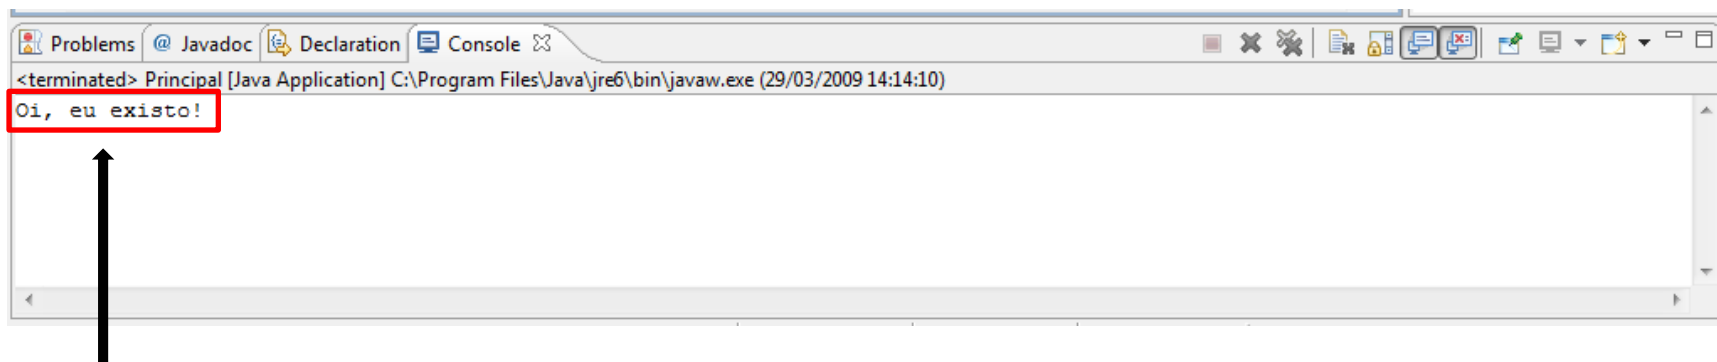 Problems @ Javadoc Declaration Console
<terminated> Principal [Java Application] C:\Program Files\Java\jre6\bin\javaw.exe (29/03/2009 14:14:10)
Oi, eu existo!